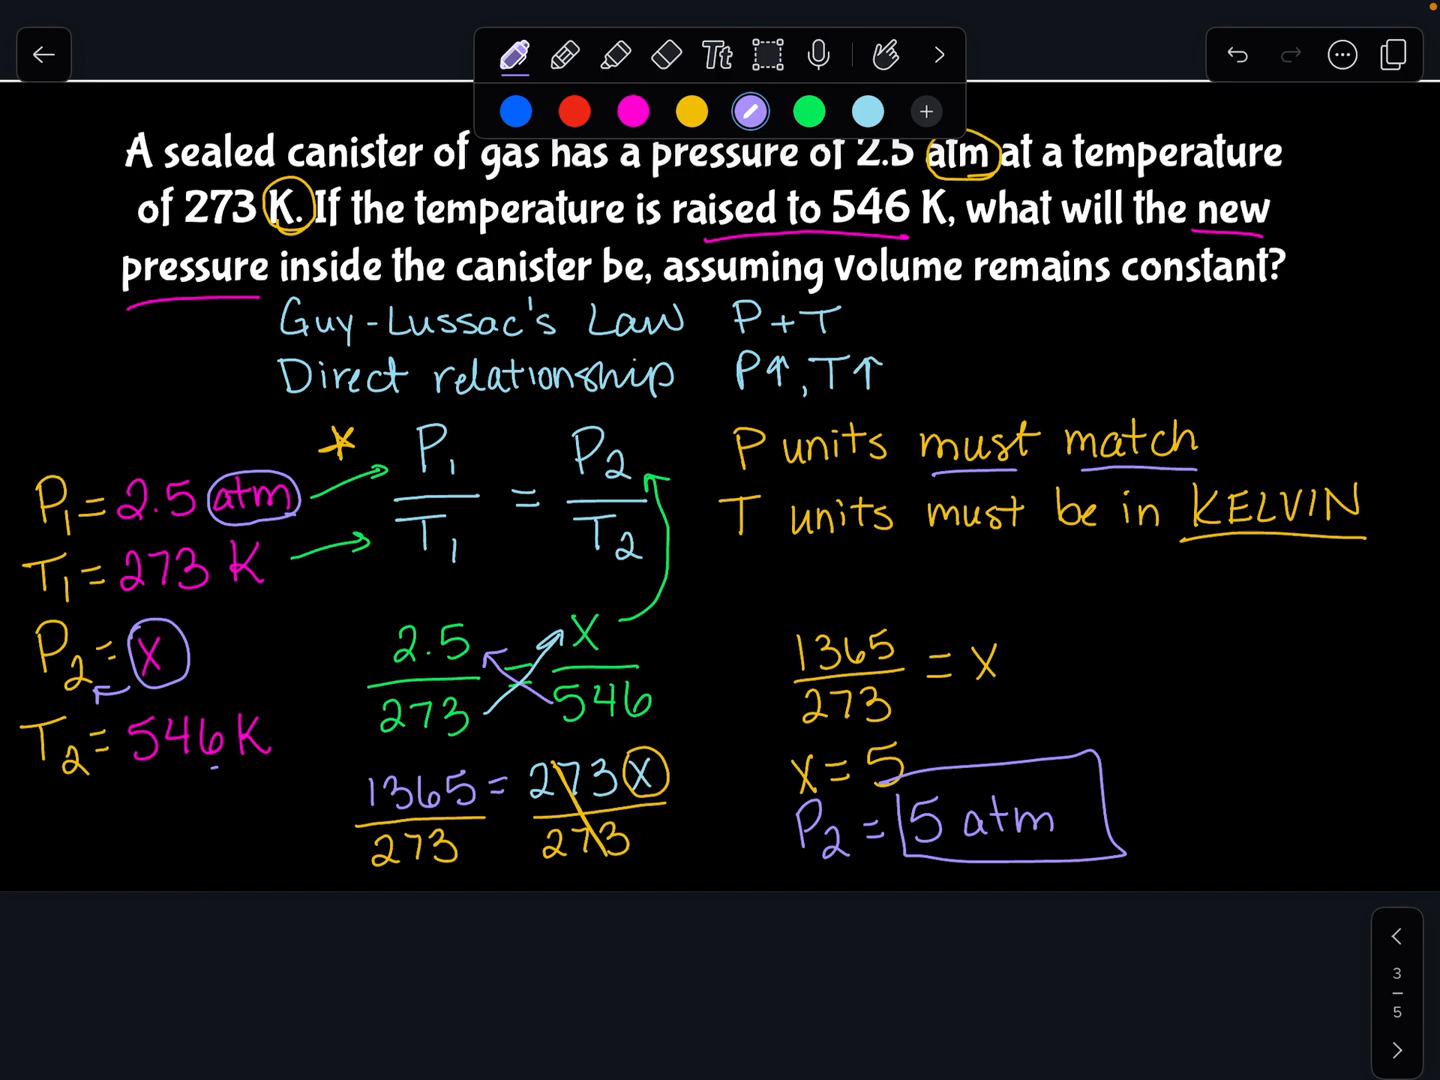 Tt
A sealed canister of gas has a pressure of 2.5 atm at a temperature
of 273 K. If the temperature is raised to 546 K, what will the new
pressure inside the canister be, assuming volume remains constant?
Guy-Lussac's Law P + T
Direct relationship P↑, T↑
P₁ = 2.5 atm
T₁ = 273 K
P₂ = X
T₂ = 546 K
* P₁/T₁ = P₂/T₂
P units must match
T units must be in KELVIN
2.5/273 = X/546
1365/273 = 273X/273
1365/273 = X
X = 5
P₂ = 5 atm
3
5